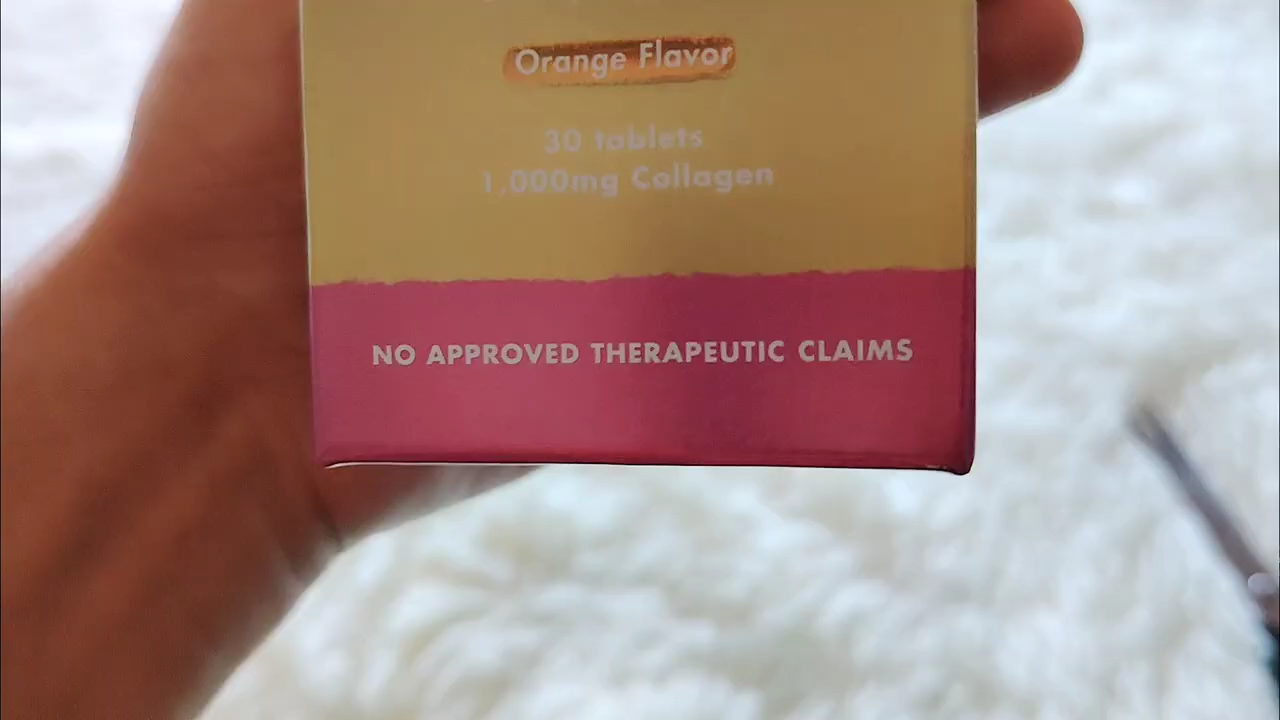 Orange Flavor
30 tablets
1,000mg Collagen
NO APPROVED THERAPEUTIC CLAIMS